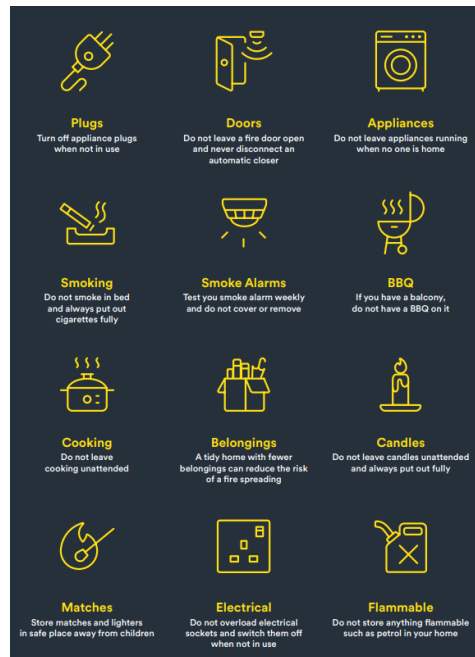 Plugs
Turn off appliance plugs
when not in use
Doors
Do not leave a fire door open
and never disconnect an
automatic closer
Appliances
Do not leave appliances running
when no one is home
Smoking
Do not smoke in bed
and always put out
cigarettes fully
Smoke Alarms
Test you smoke alarm weekly
and do not cover or remove
BBQ
If you have a balcony,
do not have a BBQ on it
Cooking
Do not leave
cooking unattended
Belongings
A tidy home with fewer
belongings can reduce the risk
of a fire spreading
Candles
Do not leave candles unattended
and always put out fully
Matches
Store matches and lighters
in safe place away from children
Electrical
Do not overload electrical
sockets and switch them off
when not in use
Flammable
Do not store anything flammable
such as petrol in your home